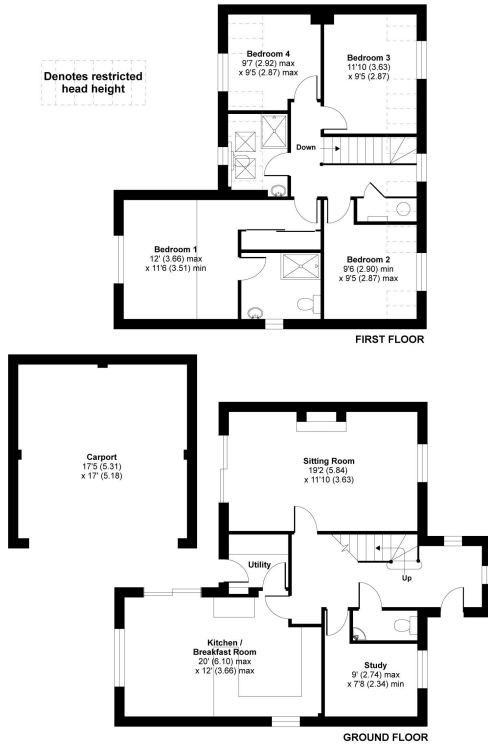 Bedroom 4
9'7 (2.92) max
x 9'5 (2.87) max
Bedroom 3
11'10 (3.63)
x 9'5 (2.87)
Denotes restricted
head height
Down
Bedroom 1
12' (3.66) max
x 11'6 (3.51) min
Bedroom 2
9'6 (2.90) min
x 9'5 (2.87) max
FIRST FLOOR
Carport
17'5 (5.31)
x 17' (5.18)
Sitting Room
19'2 (5.84)
x 11'10 (3.63)
Utility
Up
Kitchen /
Breakfast Room
20' (6.10) max
x 12' (3.66) max
Study
9' (2.74) max
x 7'8 (2.34) min
GROUND FLOOR